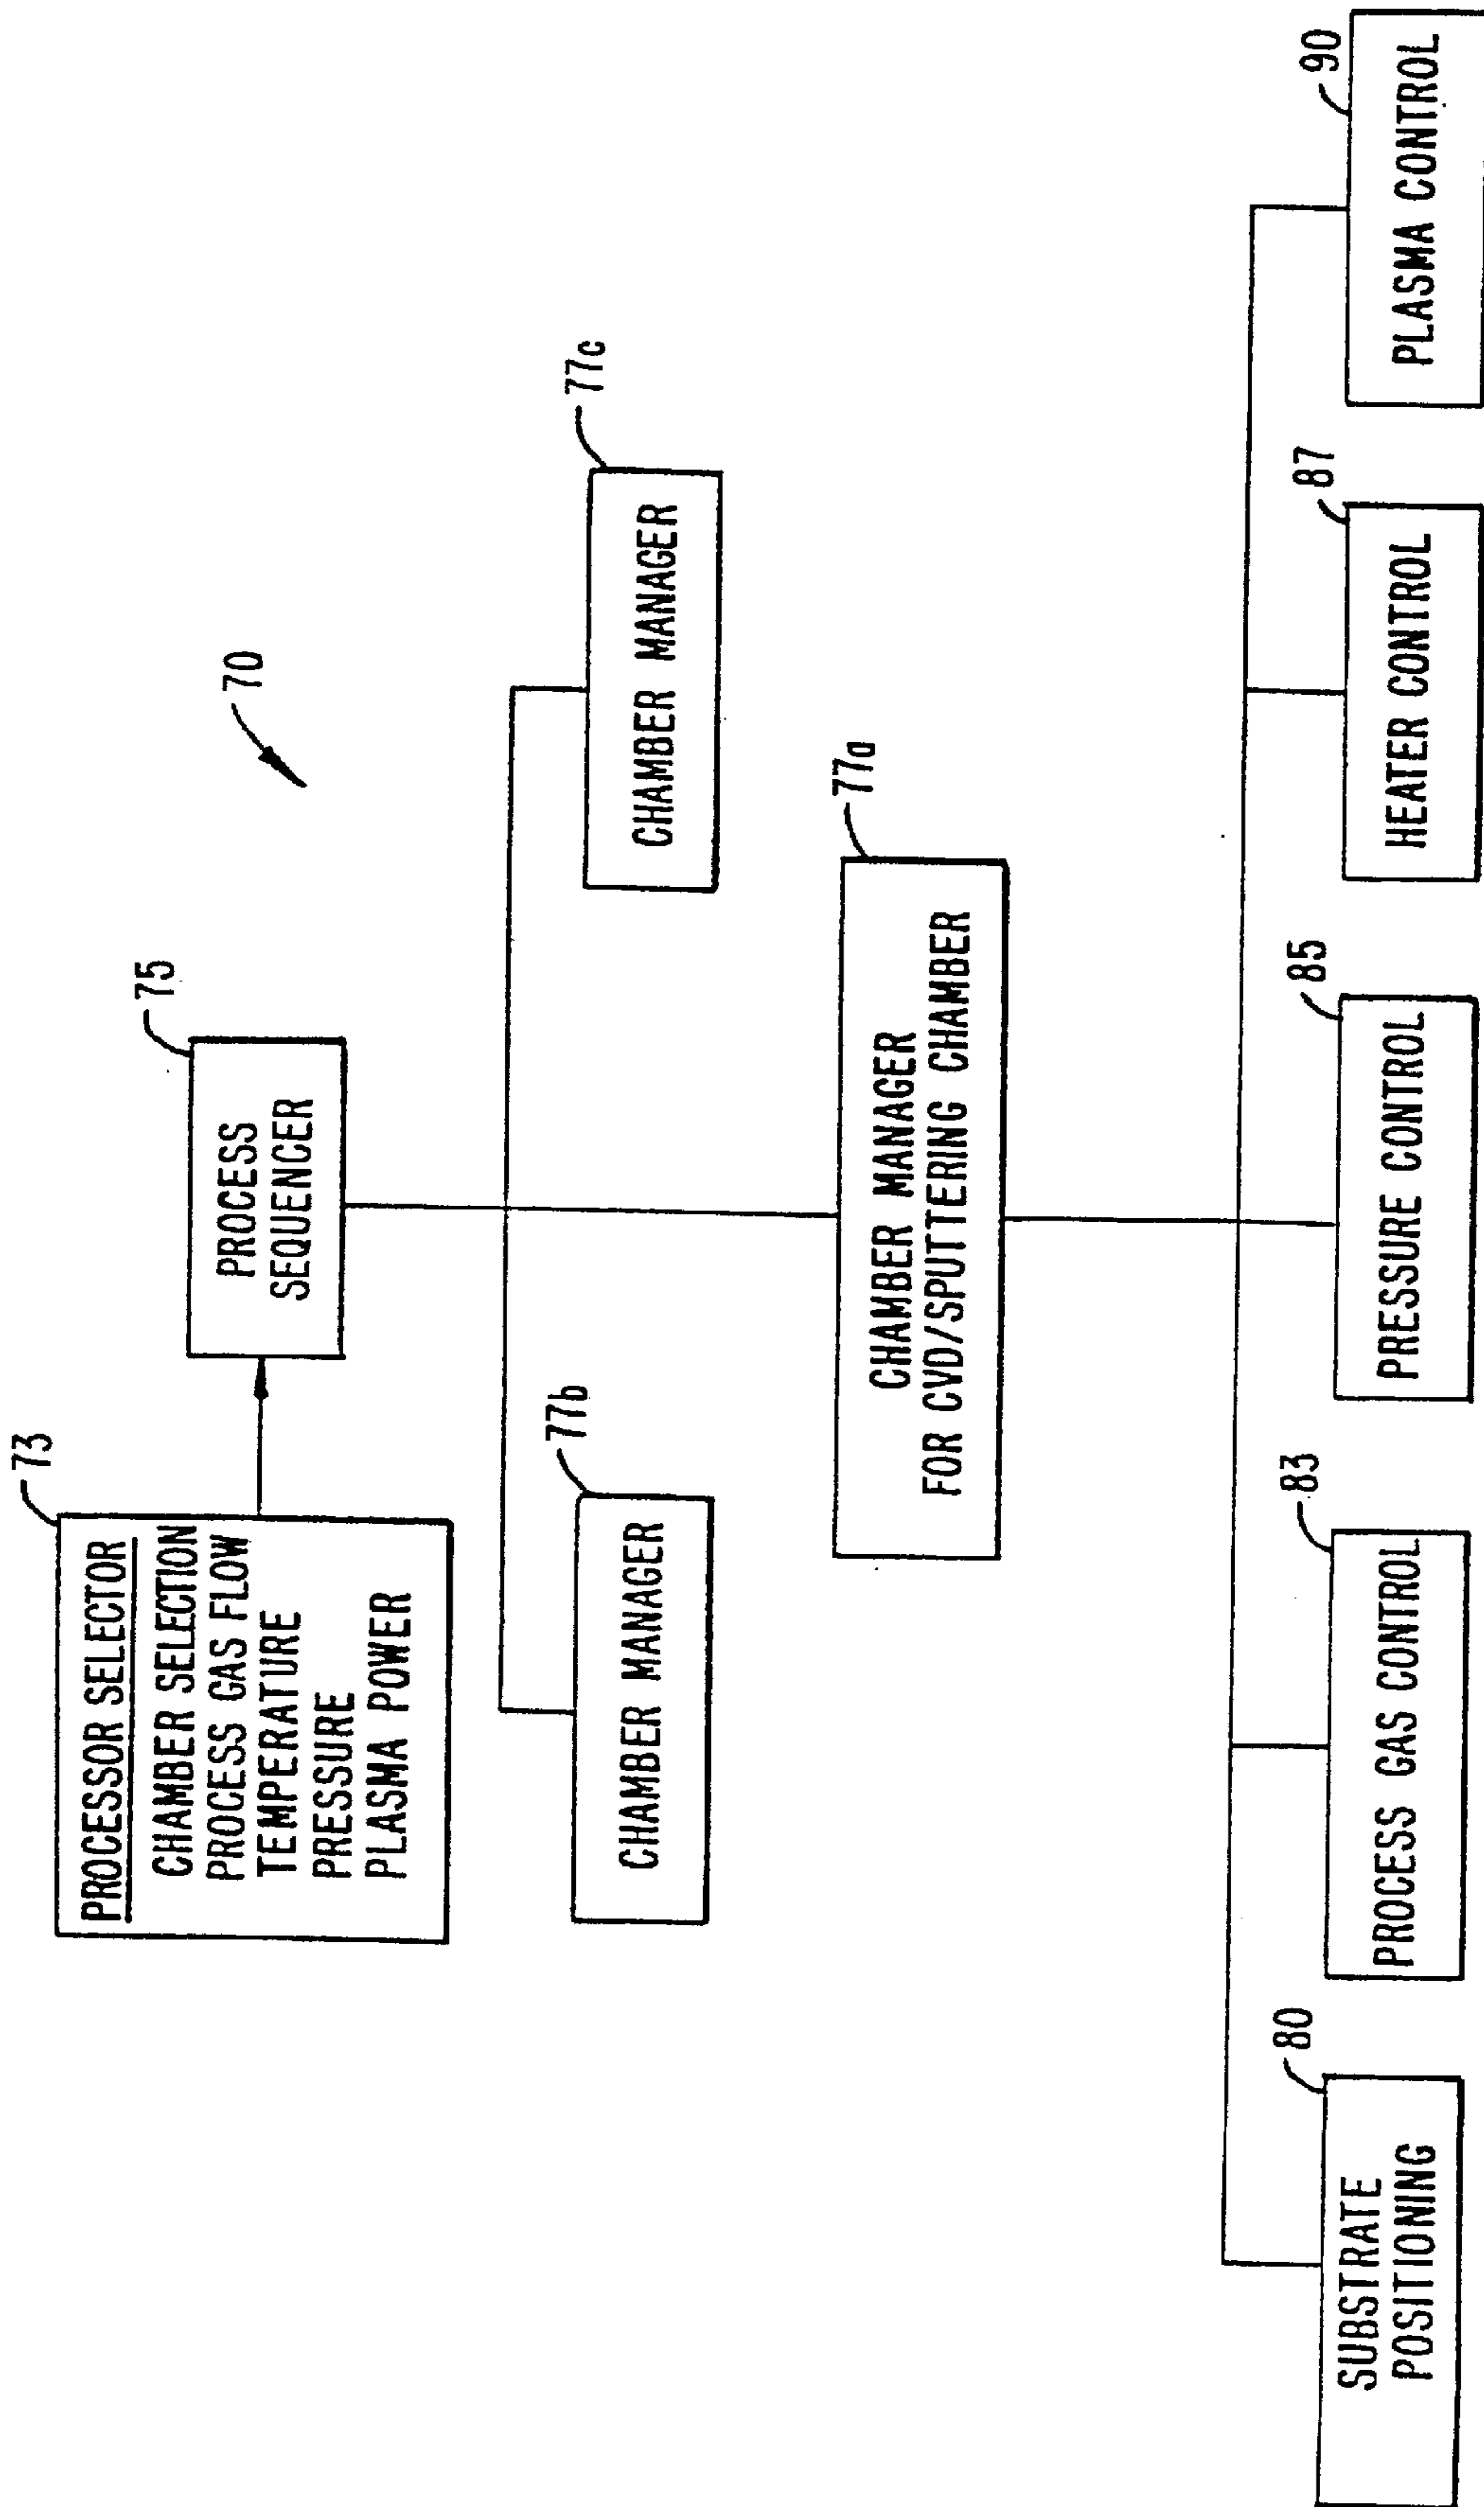 70
73
PROCESSOR SELECTOR
CHAMBER SELECTION
PROCESS GAS FLOW
TEMPERATURE
PRESSURE
PLASMA POWER
75
PROCESS
SEQUENCER
77b
CHAMBER MANAGER
77c
CHAMBER MANAGER
77a
CHAMBER MANAGER
FOR CVD/SPUTTERING CHAMBER
80
SUBSTRATE
POSITIONING
83
PROCESS GAS CONTROL
85
PRESSURE CONTROL
87
HEATER CONTROL
90
PLASMA CONTROL